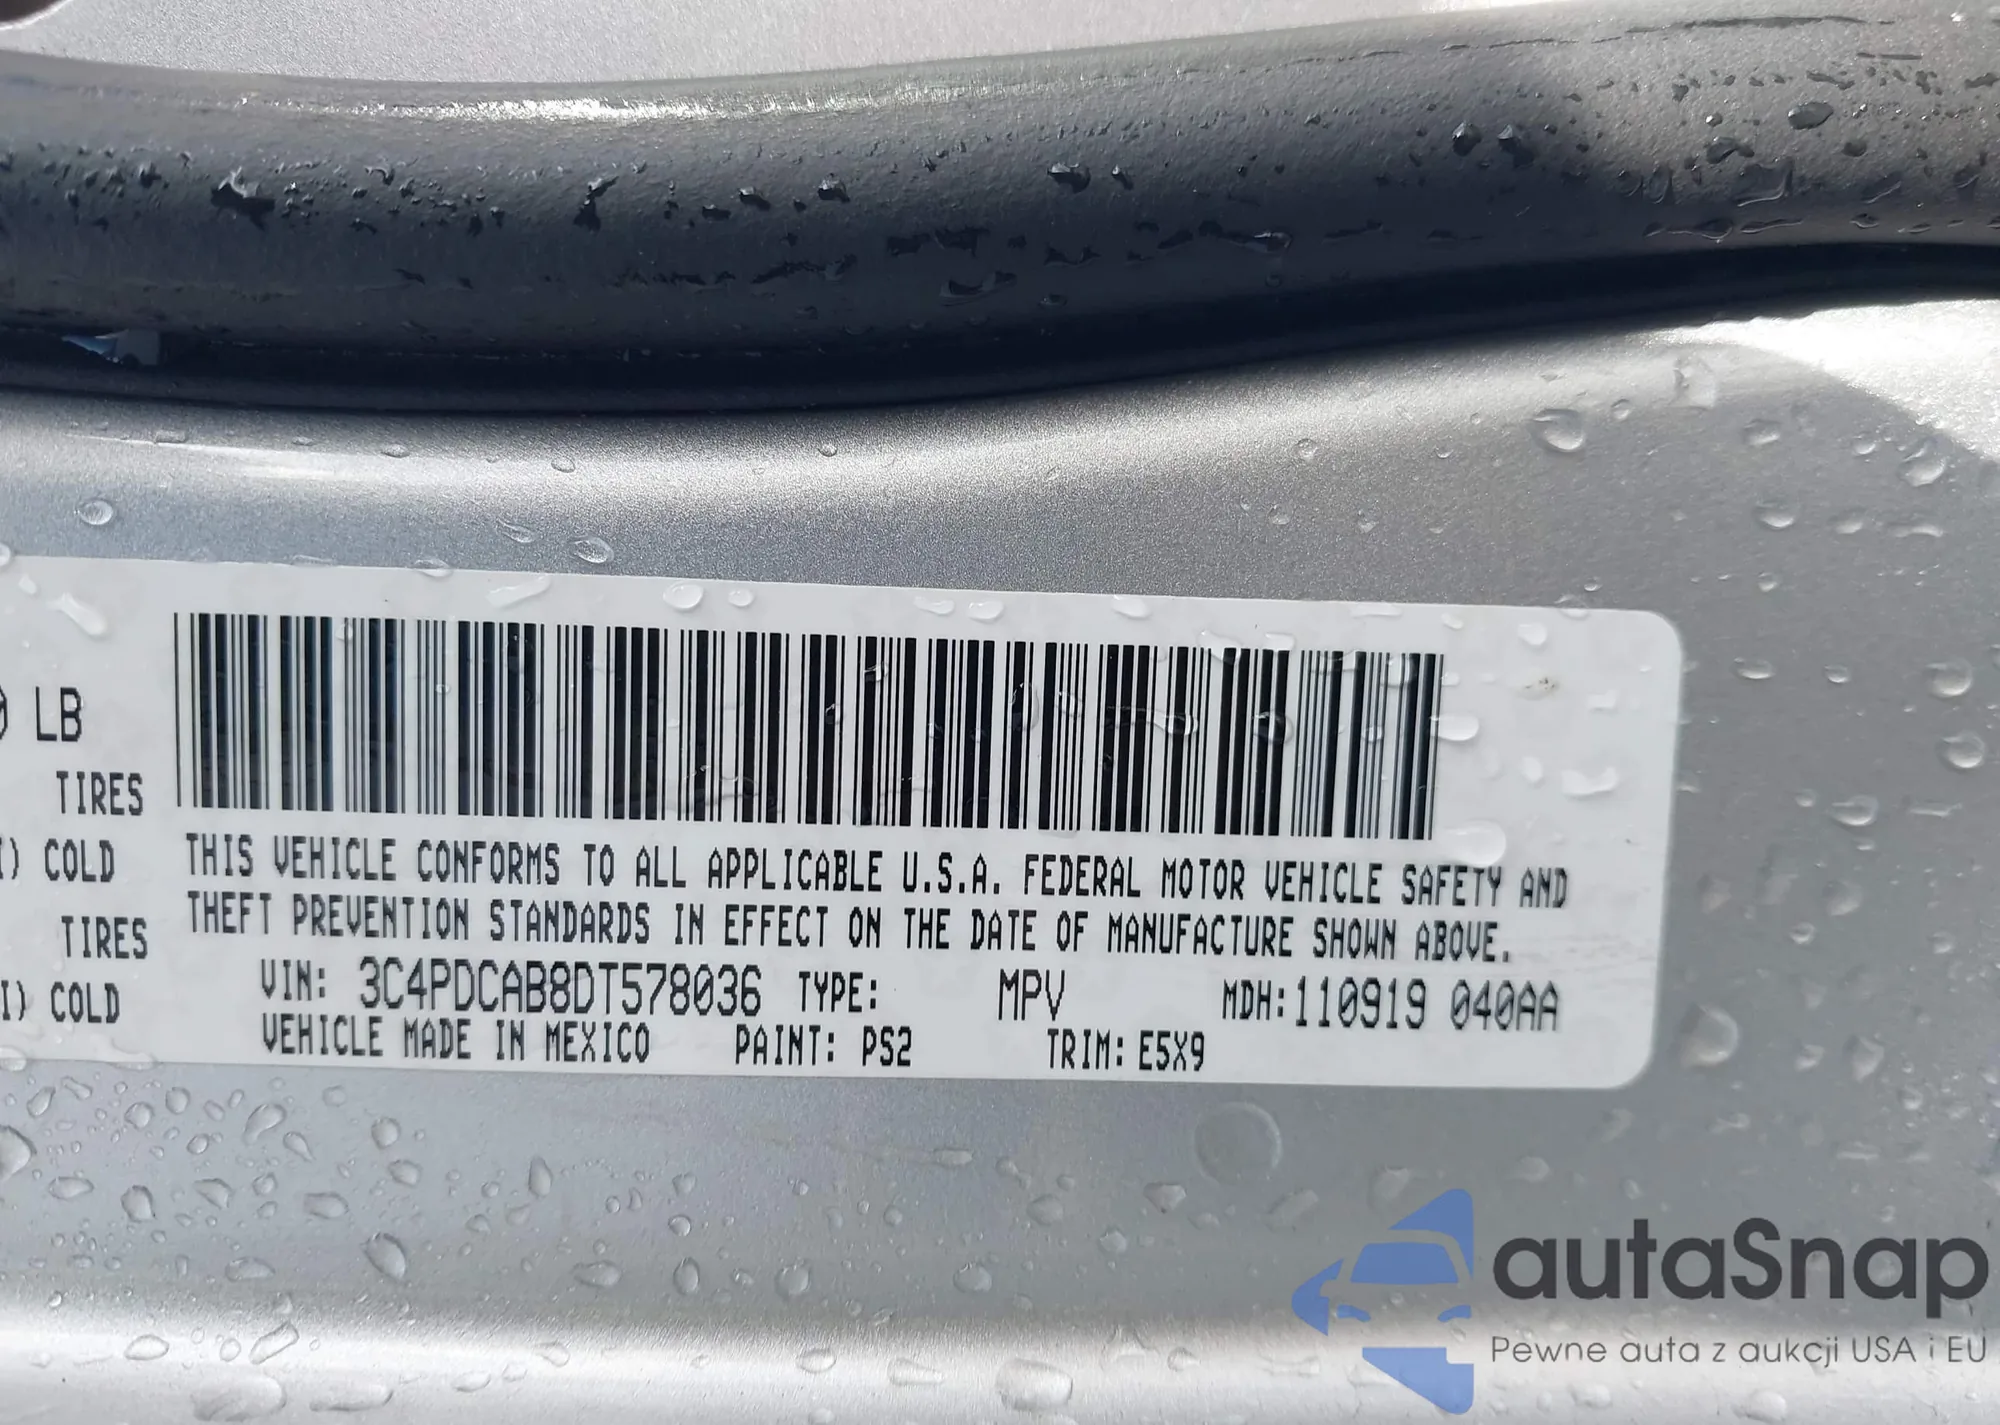 0 LB
TIRES
I) COLD
TIRES
I) COLD
THIS VEHICLE CONFORMS TO ALL APPLICABLE U.S.A. FEDERAL MOTOR VEHICLE SAFETY AND
THEFT PREVENTION STANDARDS IN EFFECT ON THE DATE OF MANUFACTURE SHOWN ABOVE.
VIN: 3C4PDCAB8DT578036 TYPE: MPV MDH:110919 040AA
VEHICLE MADE IN MEXICO PAINT: PS2 TRIM: E5X9
autaSnap
Pewne auta z aukcji USA i EU